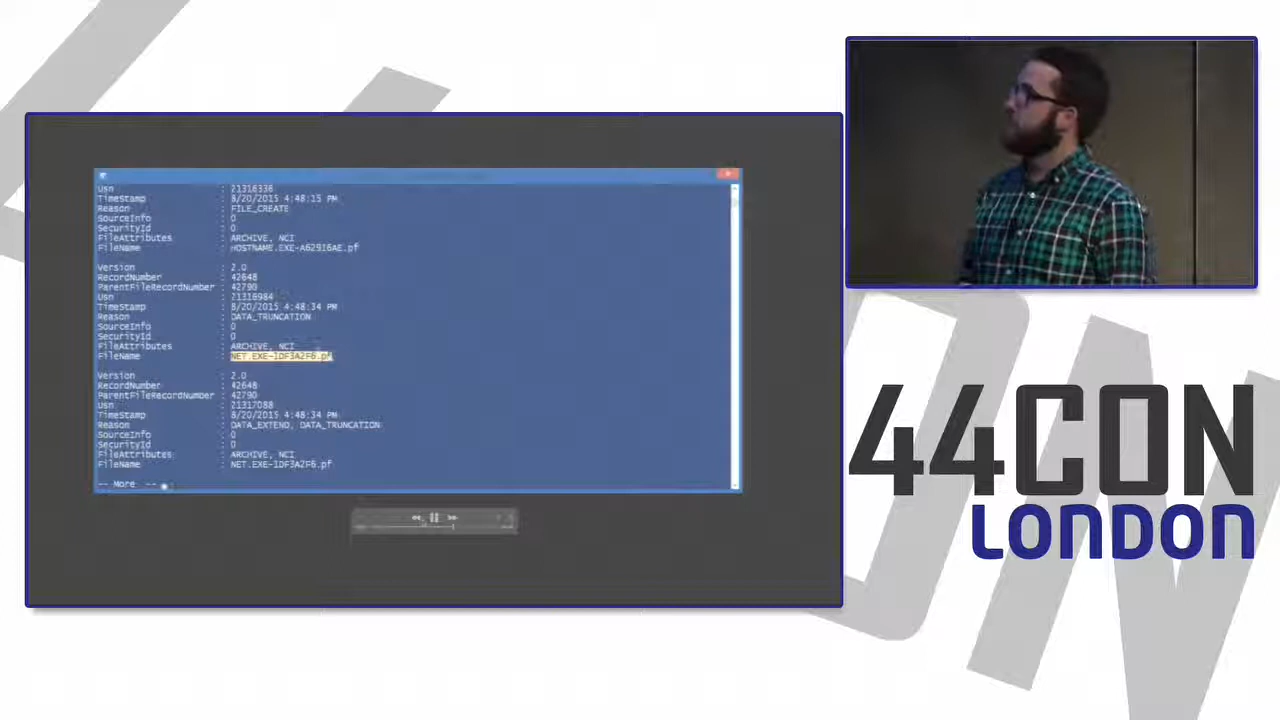 Usn : 21316336
TimeStamp : 8/20/2015 4:48:15 PM
Reason : FILE_CREATE
SourceInfo : 0
SecurityId : 0
FileAttributes : ARCHIVE, NCI
FileName : HOSTNAME.EXE-A62916AE.pf
Version : 2.0
RecordNumber : 42648
ParentFileRecordNumber : 42790
Usn : 21316984
TimeStamp : 8/20/2015 4:48:34 PM
Reason : DATA_TRUNCATION
SourceInfo : 0
SecurityId : 0
FileAttributes : ARCHIVE, NCI
FileName : NET.EXE-1DF3A2F6.pf
Version : 2.0
RecordNumber : 42648
ParentFileRecordNumber : 42790
Usn : 21317088
TimeStamp : 8/20/2015 4:48:34 PM
Reason : DATA_EXTEND, DATA_TRUNCATION
SourceInfo : 0
SecurityId : 0
FileAttributes : ARCHIVE, NCI
FileName : NET.EXE-1DF3A2F6.pf
-- More --
44CON
LONDON